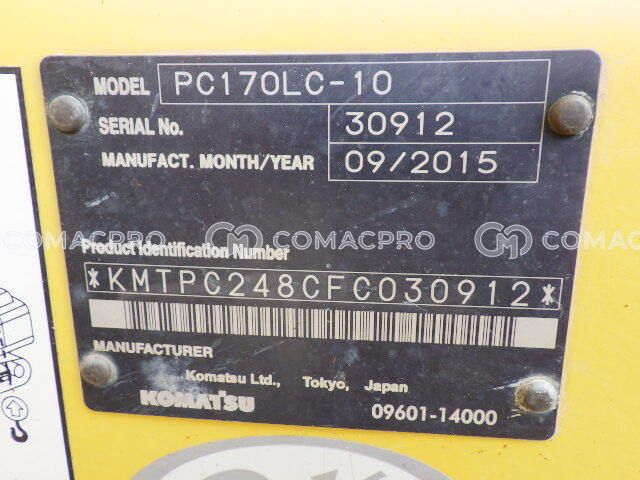 MODEL PC170LC-10
SERIAL No. 30912
MANUFACT. MONTH/YEAR 09/2015
COMACPRO COMACPRO
Product Identification Number
*KMTPC248CFC030912*
MANUFACTURER
Komatsu Ltd., Tokyo, Japan
KOMATSU 09601-14000